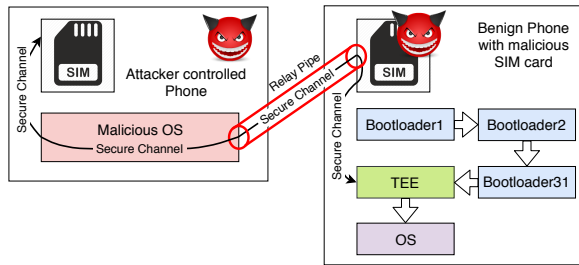 SIM
Secure Channel
Attacker controlled
Phone
Malicious OS
Secure Channel
Relay Pipe
Secure Channel
SIM
Benign Phone
with malicious
SIM card
Secure Channel
Bootloader1
Bootloader2
TEE
Bootloader31
OS